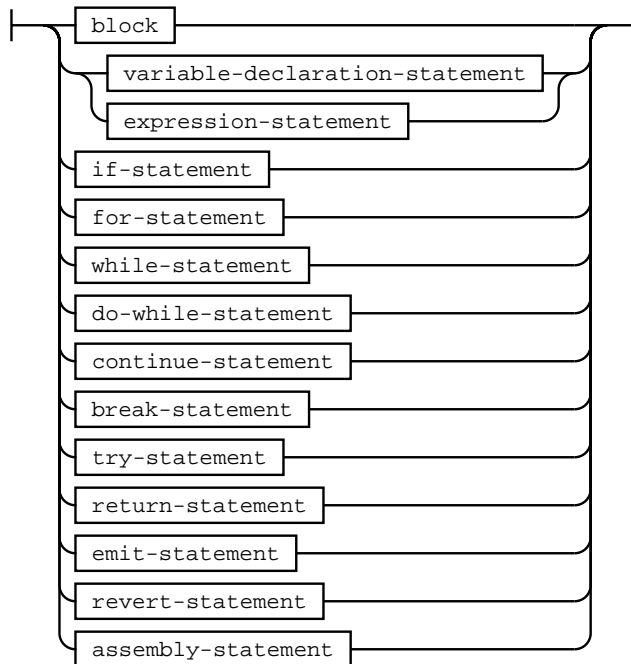 block
variable-declaration-statement
expression-statement
if-statement
for-statement
while-statement
do-while-statement
continue-statement
break-statement
try-statement
return-statement
emit-statement
revert-statement
assembly-statement